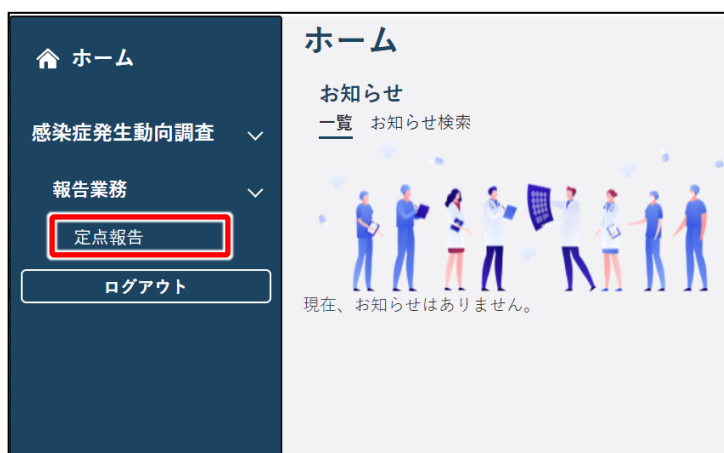 ホーム
感染症発生動向調査
報告業務
定点報告
ログアウト
ホーム
お知らせ
一覧 お知らせ検索
現在、お知らせはありません。